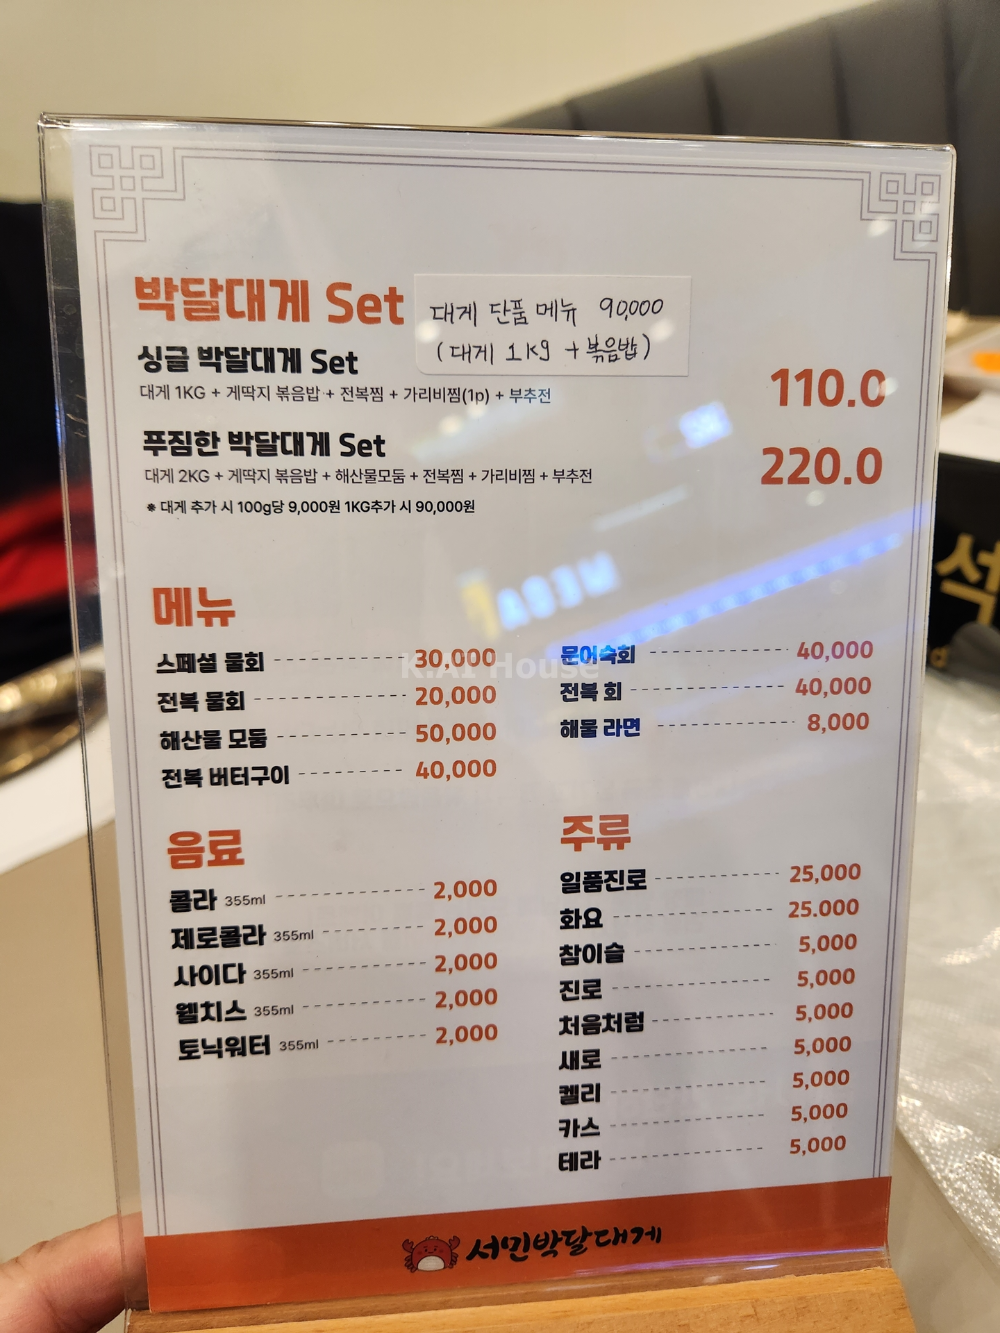 박달대게 Set
대게 단품 메뉴 90,000
(대게 1kg + 볶음밥)
싱글 박달대게 Set
대게 1KG + 게딱지 볶음밥 + 전복찜 + 가리비찜(1p) + 부추전
110.0
푸짐한 박달대게 Set
대게 2KG + 게딱지 볶음밥 + 해산물모둠 + 전복찜 + 가리비찜 + 부추전
220.0
※ 대게 추가 시 100g당 9,000원 1KG추가 시 90,000원
메뉴
스페셜 물회 30,000
전복 물회 20,000
해산물 모둠 50,000
전복 버터구이 40,000
문어숙회 40,000
전복 회 40,000
해물 라면 8,000
K.AI House
음료
콜라 355ml 2,000
제로콜라 355ml 2,000
사이다 355ml 2,000
웰치스 355ml 2,000
토닉워터 355ml 2,000
주류
일품진로 25,000
화요 25.000
참이슬 5,000
진로 5,000
처음처럼 5,000
새로 5,000
켈리 5,000
카스 5,000
테라 5,000
서민박달대게
석